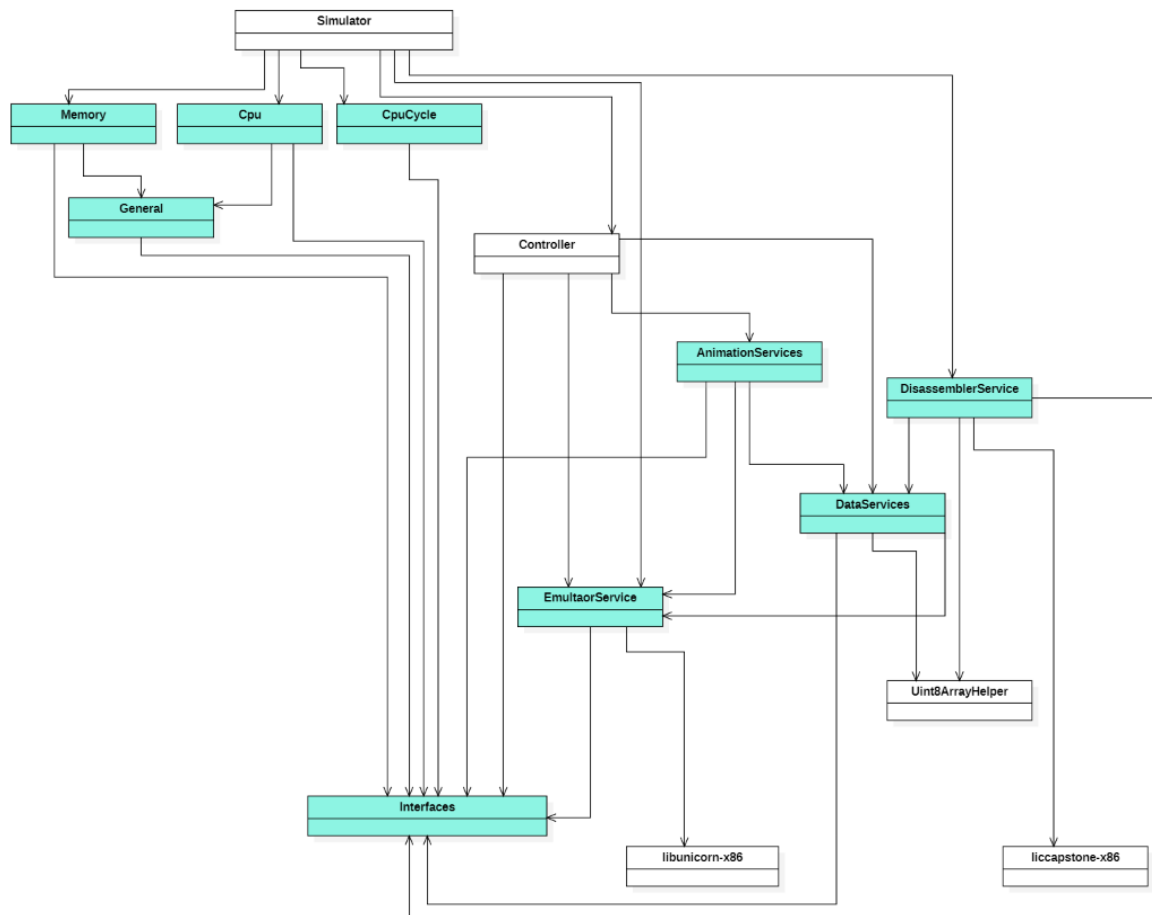 Simulator
Memory
Cpu
CpuCycle
General
Controller
AnimationServices
DisassemblerService
DataServices
EmultaorService
Uint8ArrayHelper
Interfaces
libunicorn-x86
liccapstone-x86